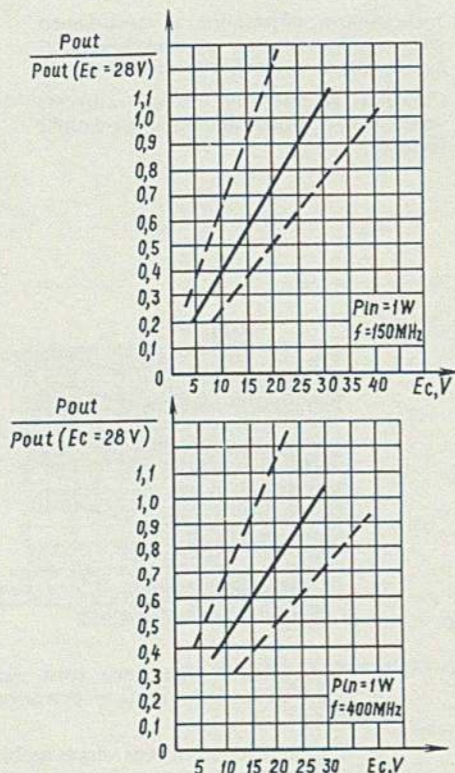 Pout
Pout (Ec = 28 V)
1,1
1,0
0,9
0,8
0,7
0,6
0,5
0,4
0,3
0,2
0,1
0
Pin = 1W
f = 150MHz
5 10 15 20 25 30 35 40 Ec, V
Pout
Pout (Ec = 28 V)
1,1
1,0
0,9
0,8
0,7
0,6
0,5
0,4
0,3
0,2
0,1
0
Pin = 1W
f = 400MHz
5 10 15 20 25 30 Ec, V